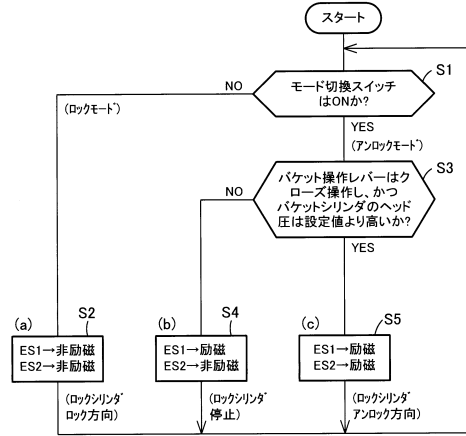 スタート
S1
モード切換スイッチ
はONか?
NO
(ロックモード)
YES
(アンロックモード)
S3
バケット操作レバーはク
ローズ操作し、かつ
バケットシリンダのヘッド
圧は設定値より高いか?
NO
YES
(a)
S2
ES1→非励磁
ES2→非励磁
(ロックシリンダ
ロック方向)
(b)
S4
ES1→励磁
ES2→非励磁
(ロックシリンダ
停止)
(c)
S5
ES1→励磁
ES2→励磁
(ロックシリンダ
アンロック方向)